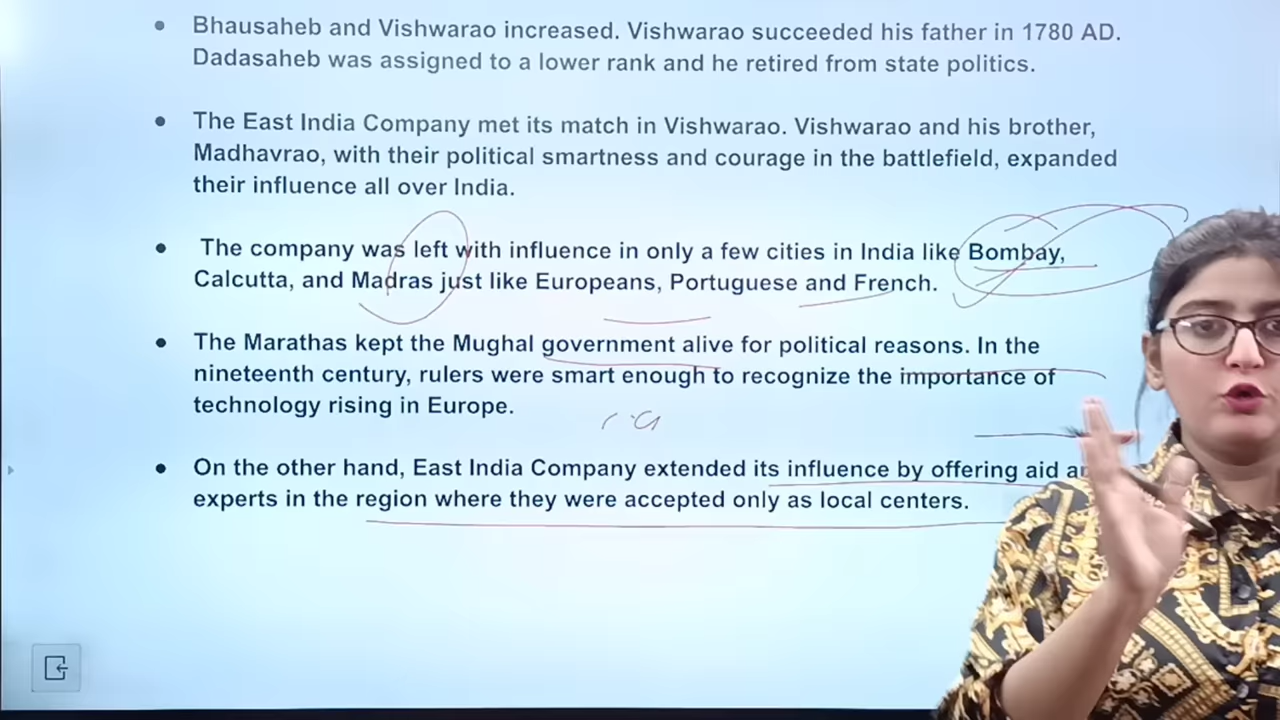 • Bhausaheb and Vishwarao increased. Vishwarao succeeded his father in 1780 AD.
Dadasaheb was assigned to a lower rank and he retired from state politics.
• The East India Company met its match in Vishwarao. Vishwarao and his brother,
Madhavrao, with their political smartness and courage in the battlefield, expanded
their influence all over India.
• The company was left with influence in only a few cities in India like Bombay,
Calcutta, and Madras just like Europeans, Portuguese and French.
• The Marathas kept the Mughal government alive for political reasons. In the
nineteenth century, rulers were smart enough to recognize the importance of
technology rising in Europe.
• On the other hand, East India Company extended its influence by offering aid
experts in the region where they were accepted only as local centers.